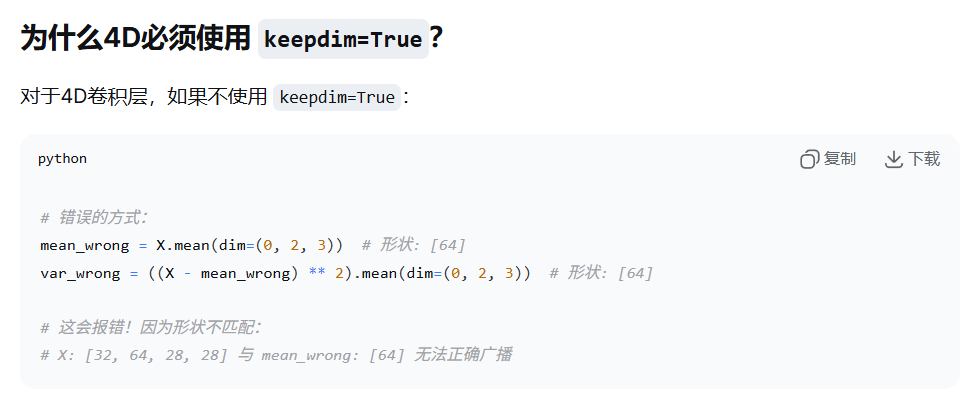 为什么4D必须使用 keepdim=True？
对于4D卷积层，如果不使用 keepdim=True：
python 复制 下载
# 错误的方式：
mean_wrong = X.mean(dim=(0, 2, 3))  # 形状: [64]
var_wrong = ((X - mean_wrong) ** 2).mean(dim=(0, 2, 3))  # 形状: [64]
# 这会报错！因为形状不匹配：
# X: [32, 64, 28, 28] 与 mean_wrong: [64] 无法正确广播